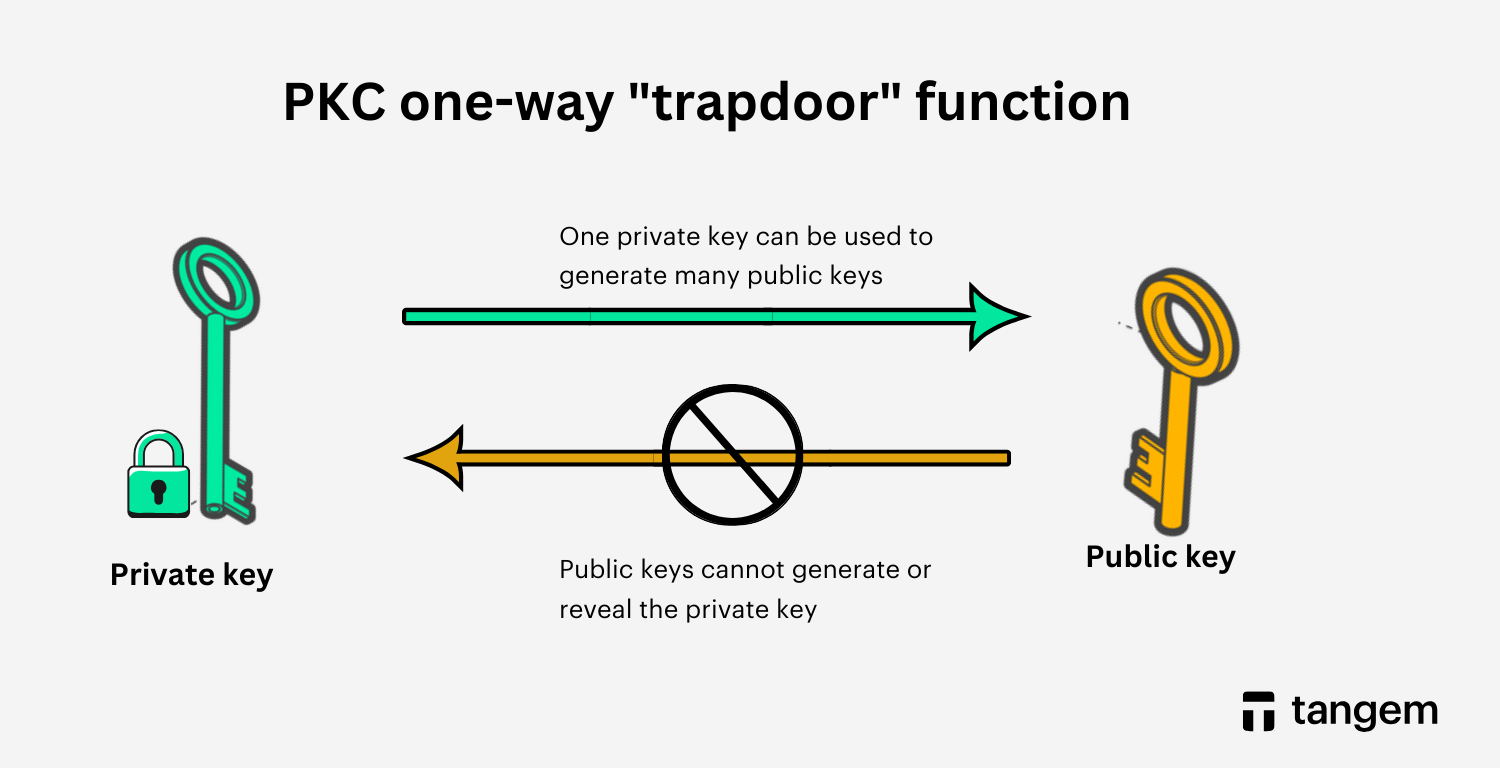 PKC one-way "trapdoor" function
One private key can be used to
generate many public keys
Private key
Public key
Public keys cannot generate or
reveal the private key
tangem